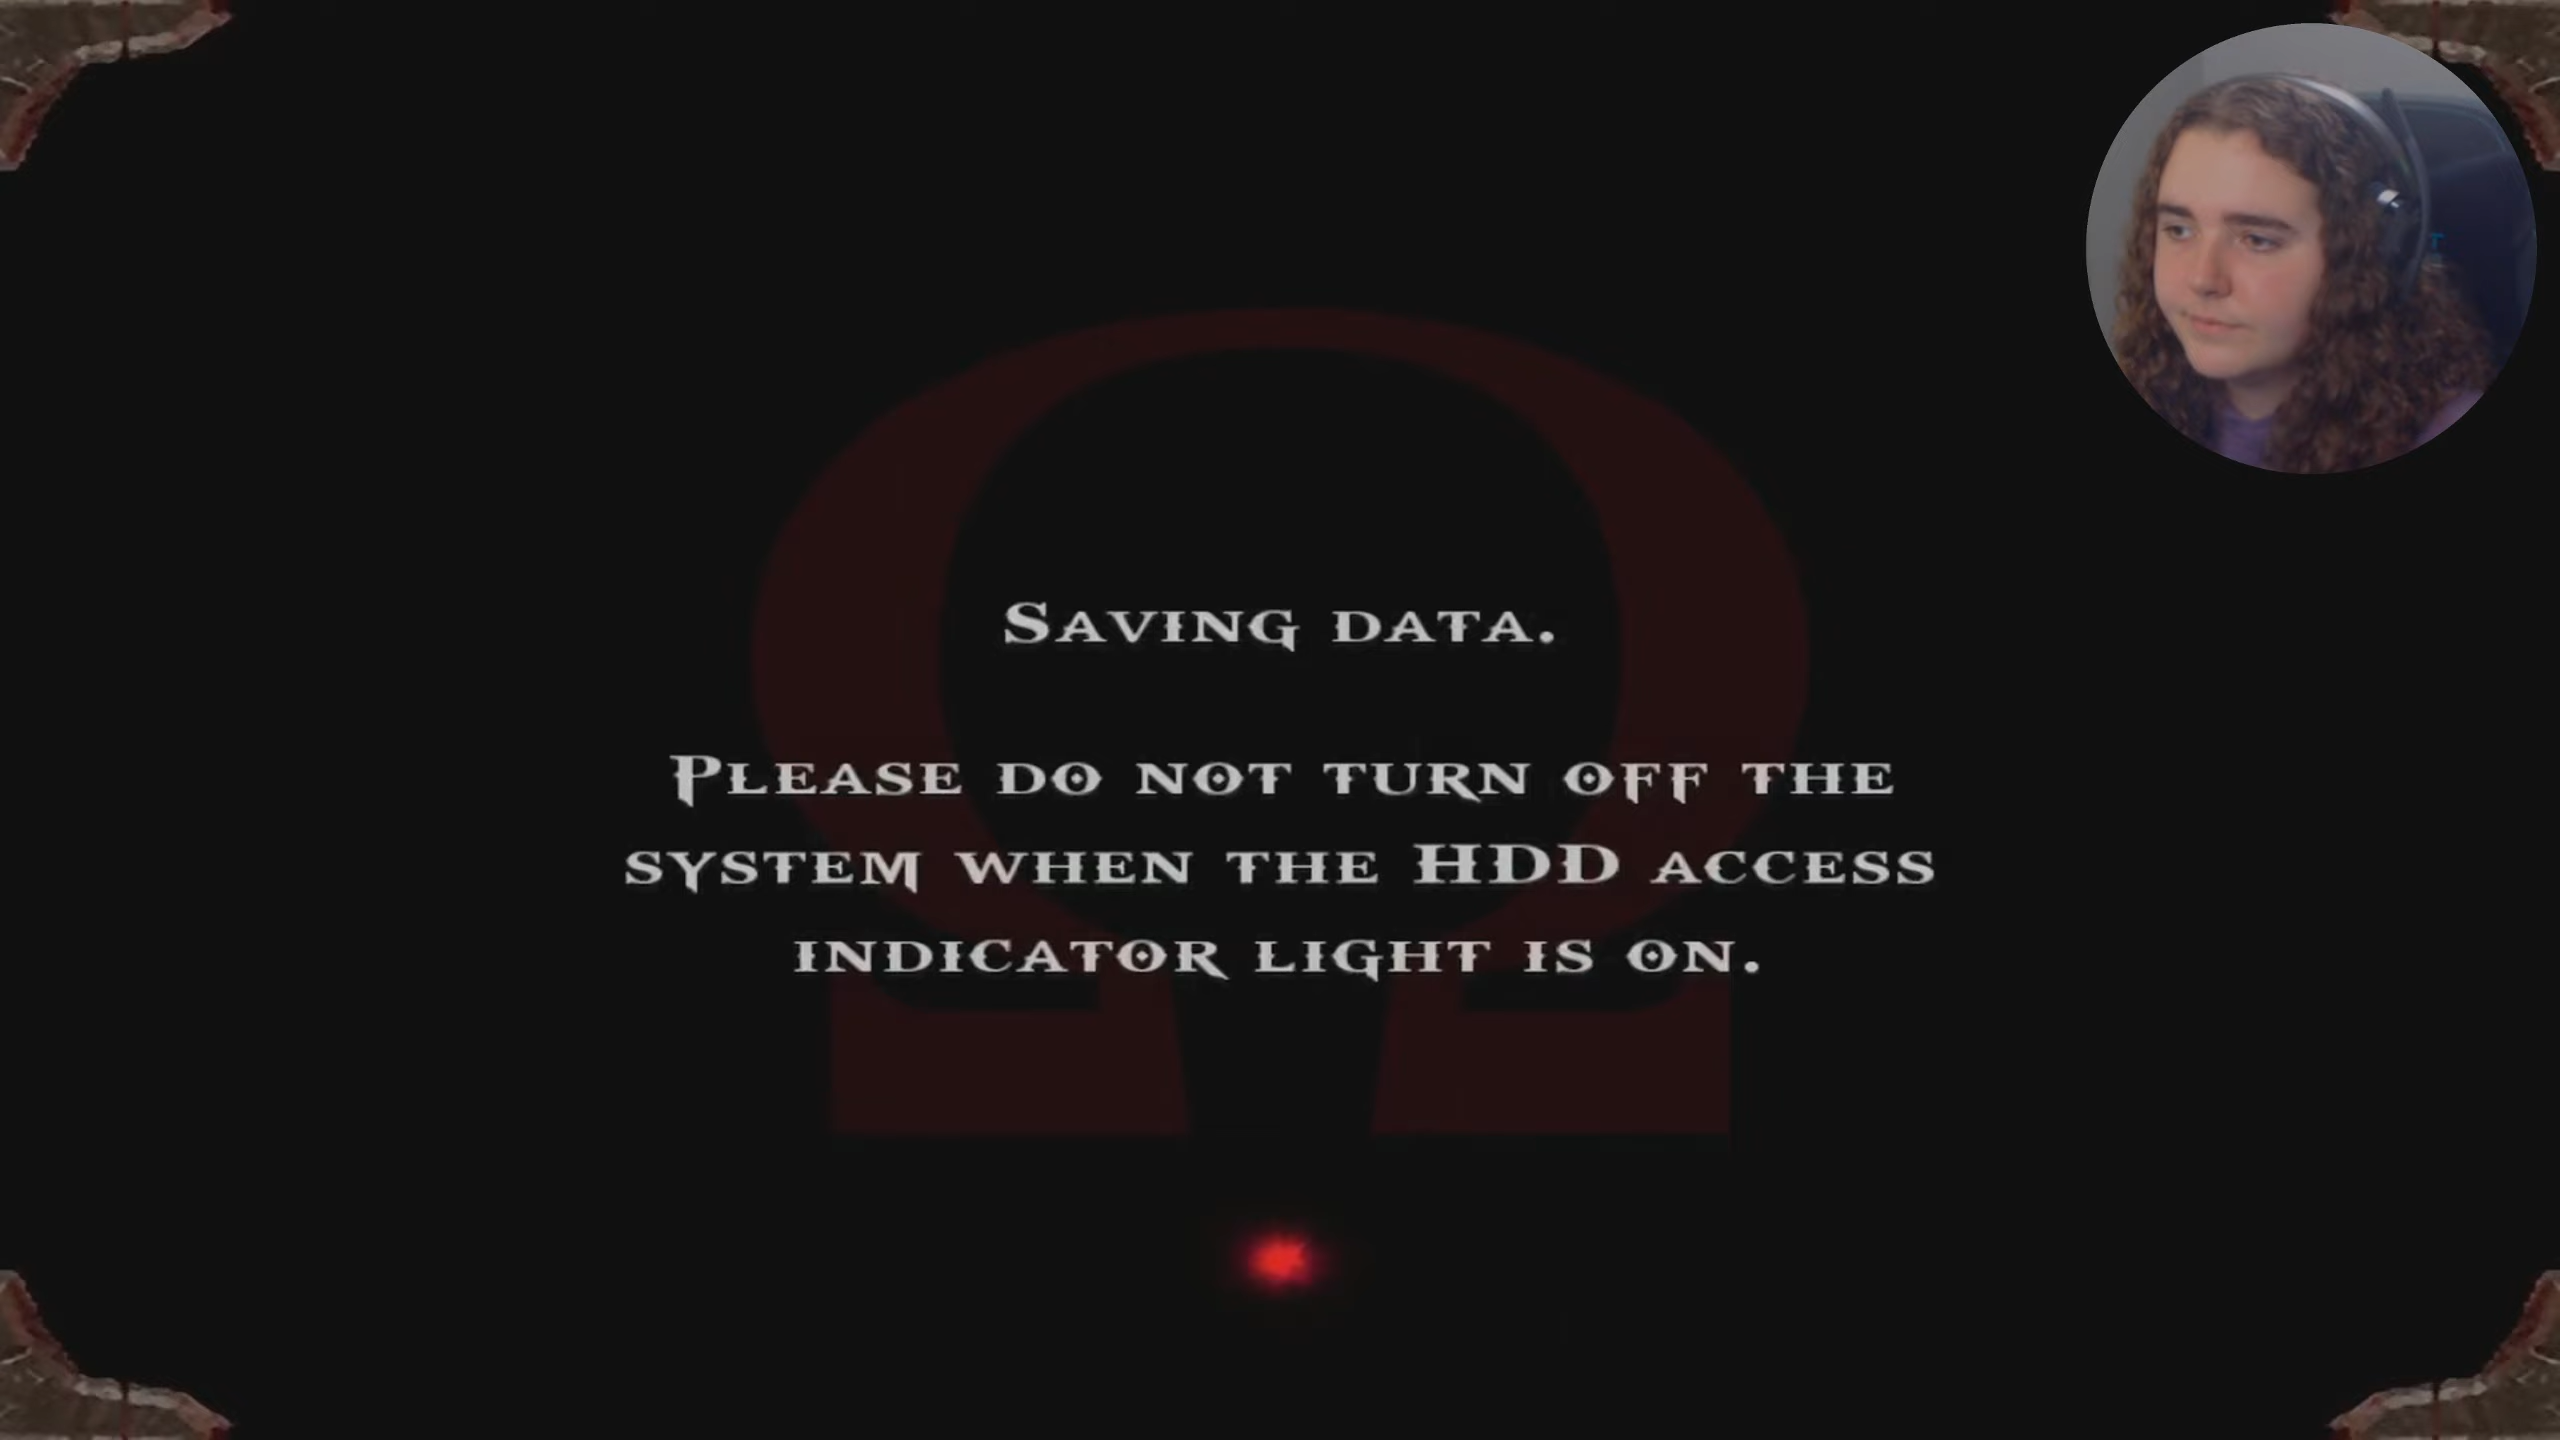 Saving data.
Please do not turn off the
system when the HDD access
indicator light is on.